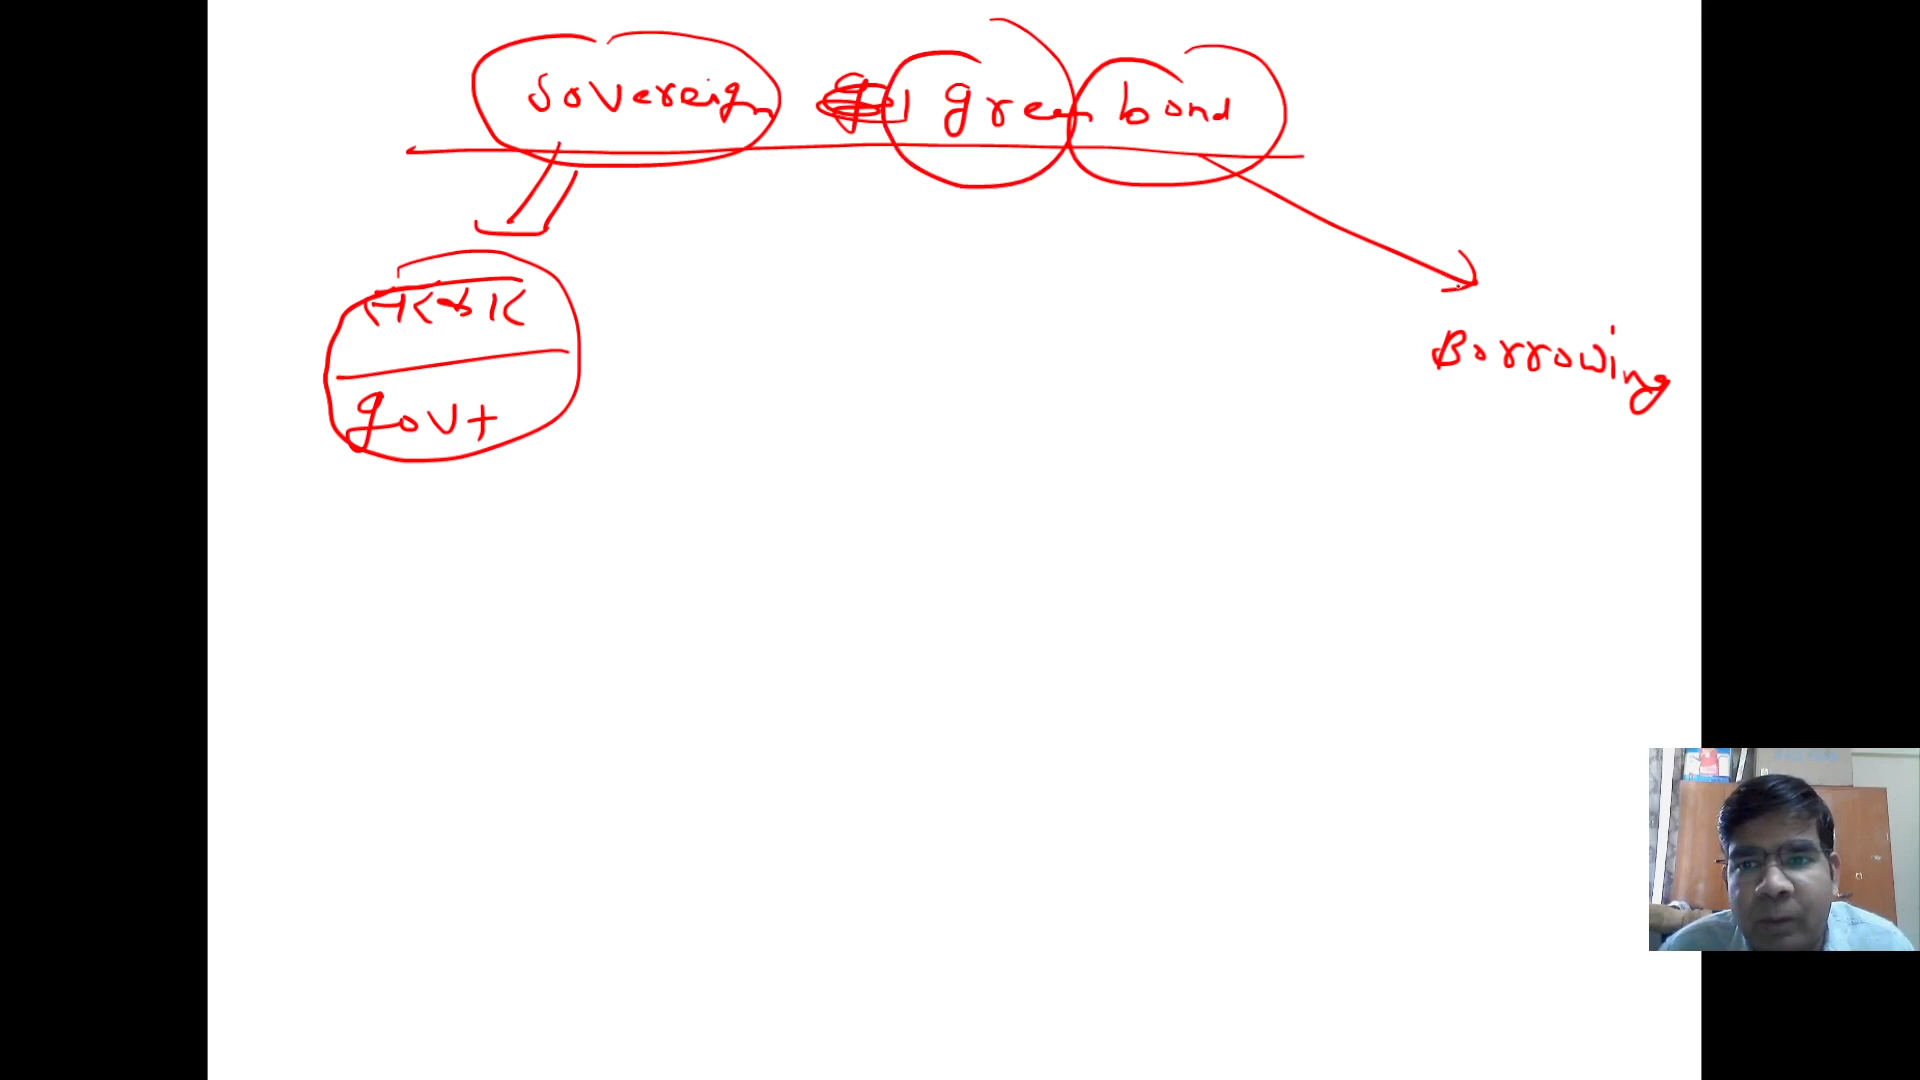 Sovereign green bond
सरकार
govt
Borrowing